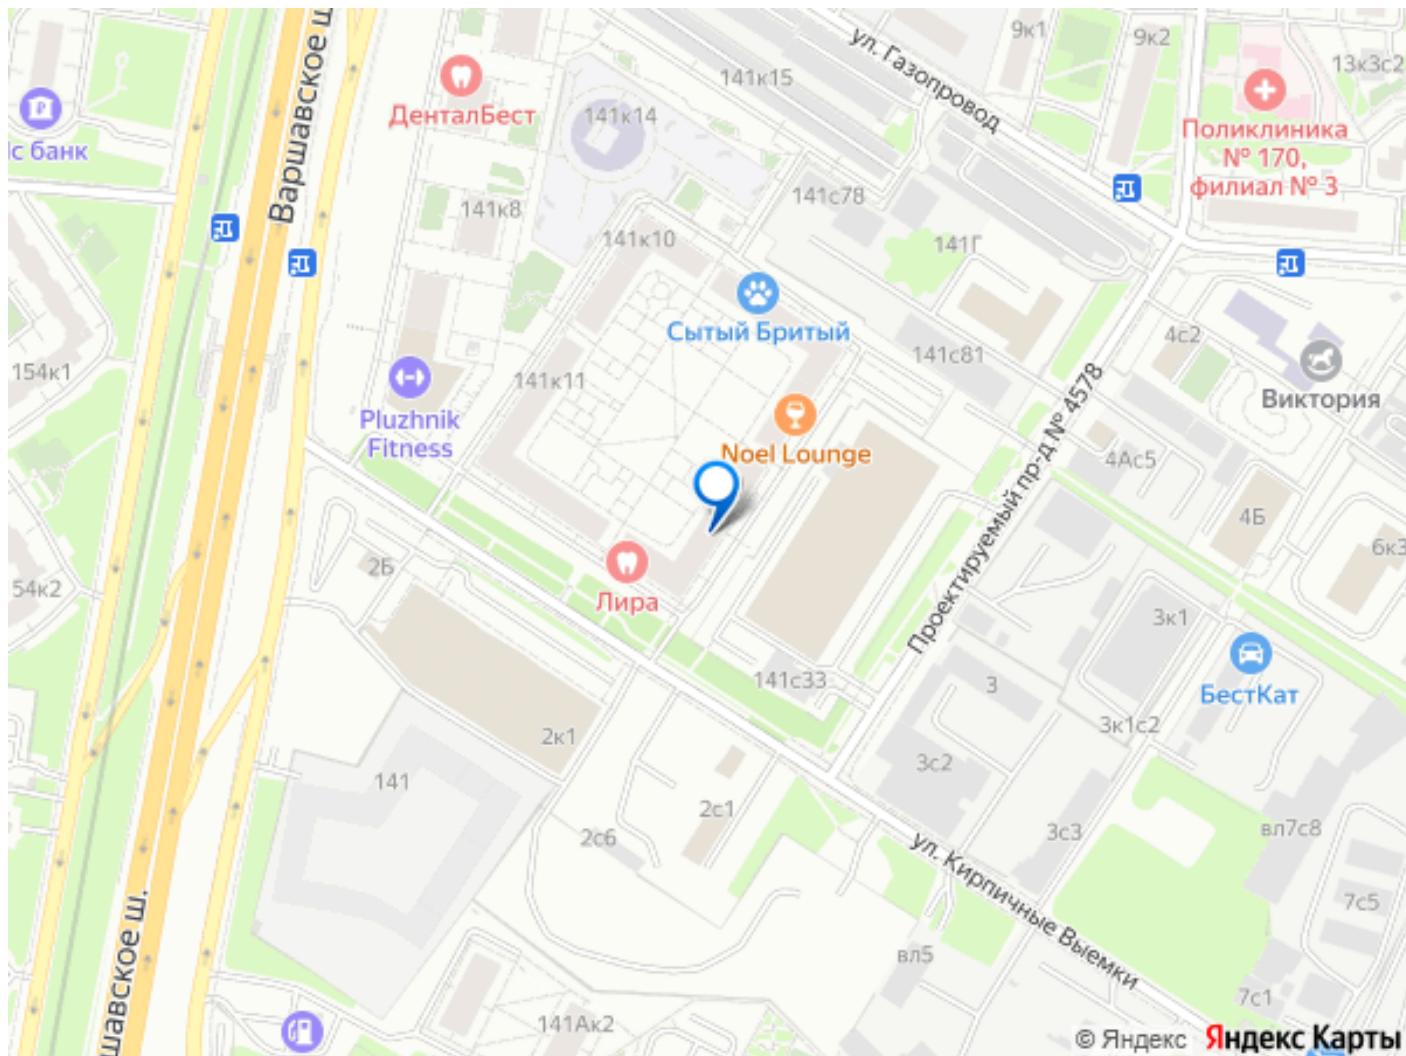 ул. Газопровод
9к1
9к2
13к3с2
141к15
ДенталБест
141к14
Поликлиника
№ 170,
филиал № 3
с банк
Варшавское ш.
141к8
141с78
141к10
141Г
Сытый Бритый
4с2
154к1
141к11
141с81
Виктория
Pluzhnik
Fitness
Noel Lounge
Проектируемый пр-д № 4578
4Ас5
4Б
6к3
2Б
54к2
Лира
3к1
141с33
3
БестКат
2к1
3к1с2
141
3с2
2с1
2с6
3с3
вл7с8
ул. Кирпичные Выемки
7с5
шавское ш.
вл5
7с1
141Ак2
© Яндекс Яндекс Карты